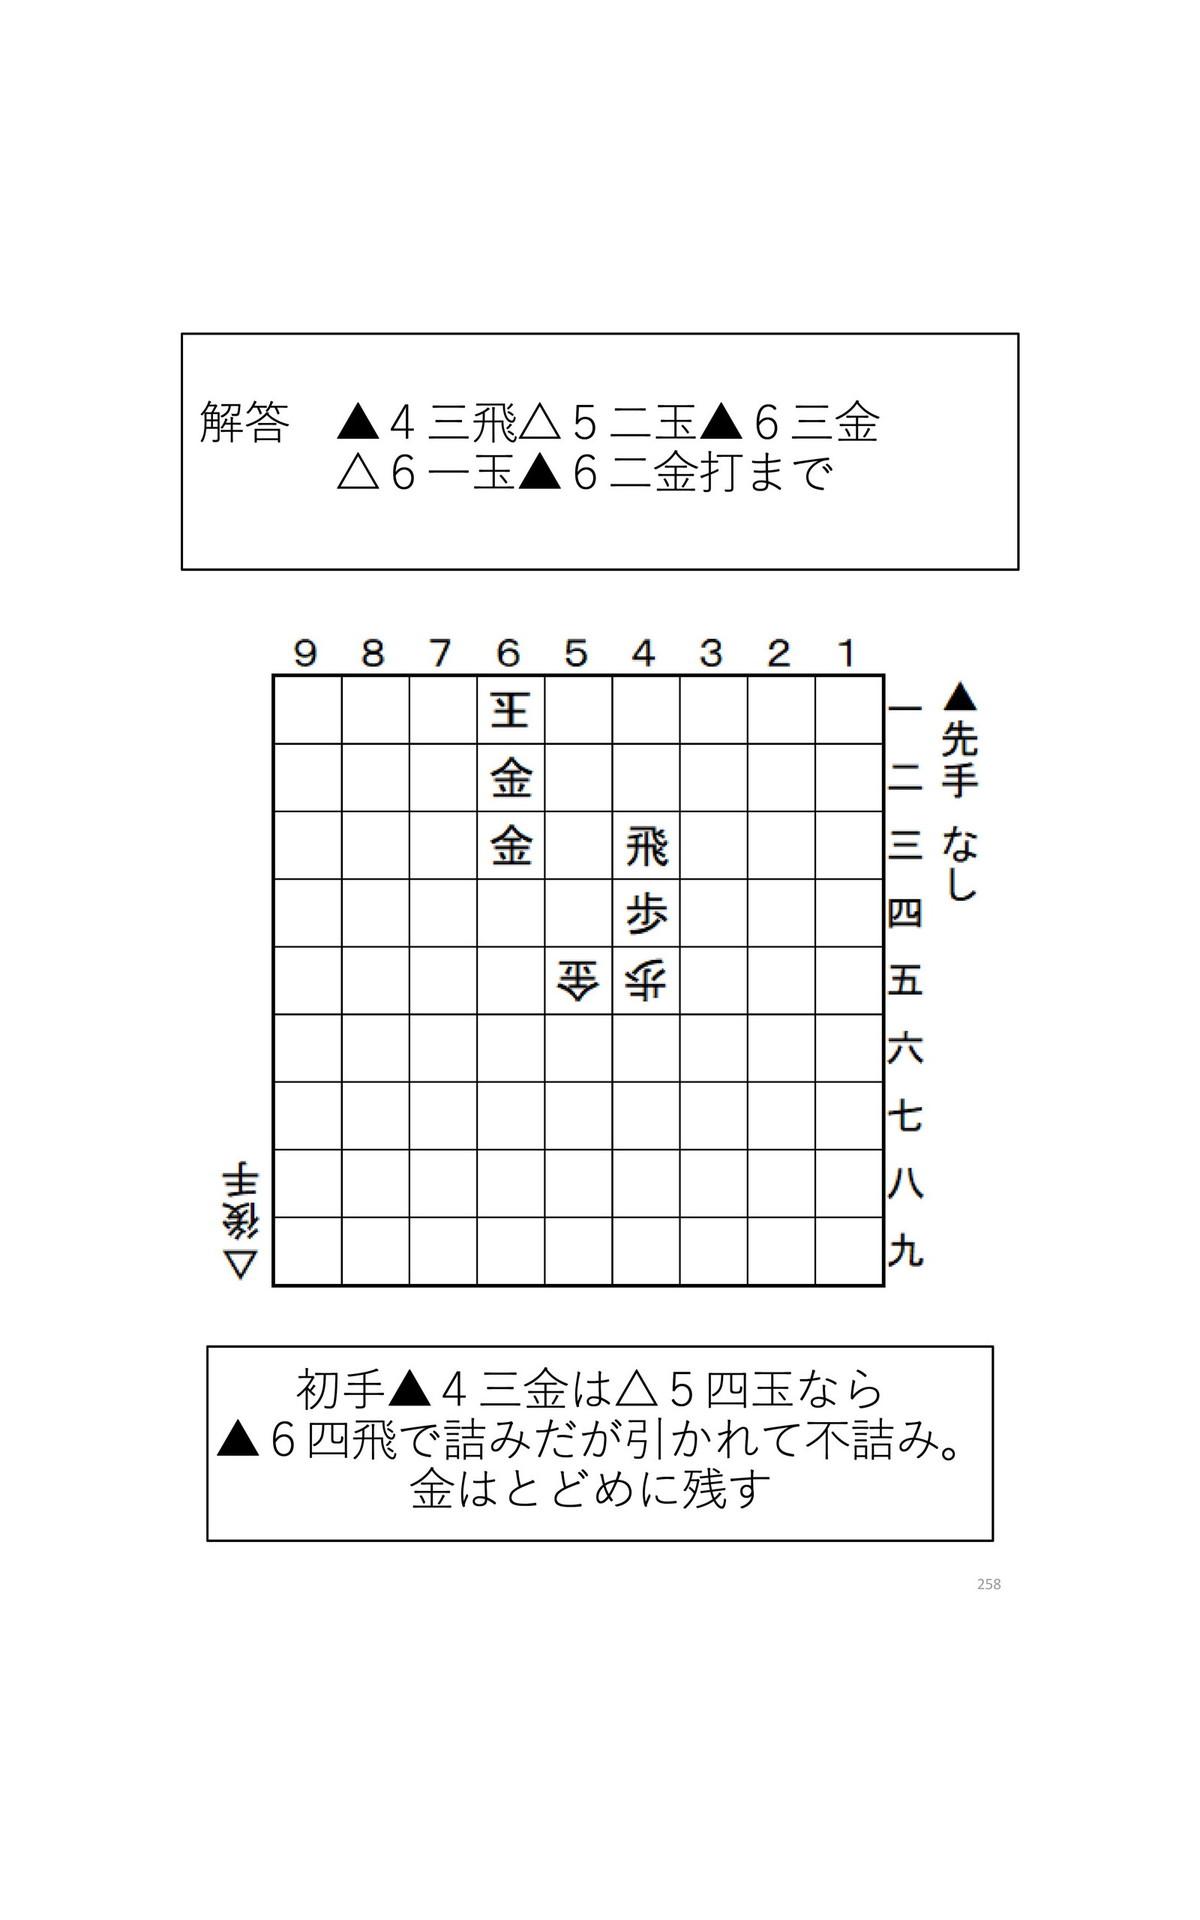 解答　▲４三飛△５二玉▲６三金
△６一玉▲６二金打まで
９ ８ ７ ６ ５ ４ ３ ２ １
王 一
金 二
金 飛 三
歩 四
金 歩 五
六
七
八
九
▲先手 なし
△後手
初手▲４三金は△５四玉なら
▲６四飛で詰みだが引かれて不詰み。
金はとどめに残す
258